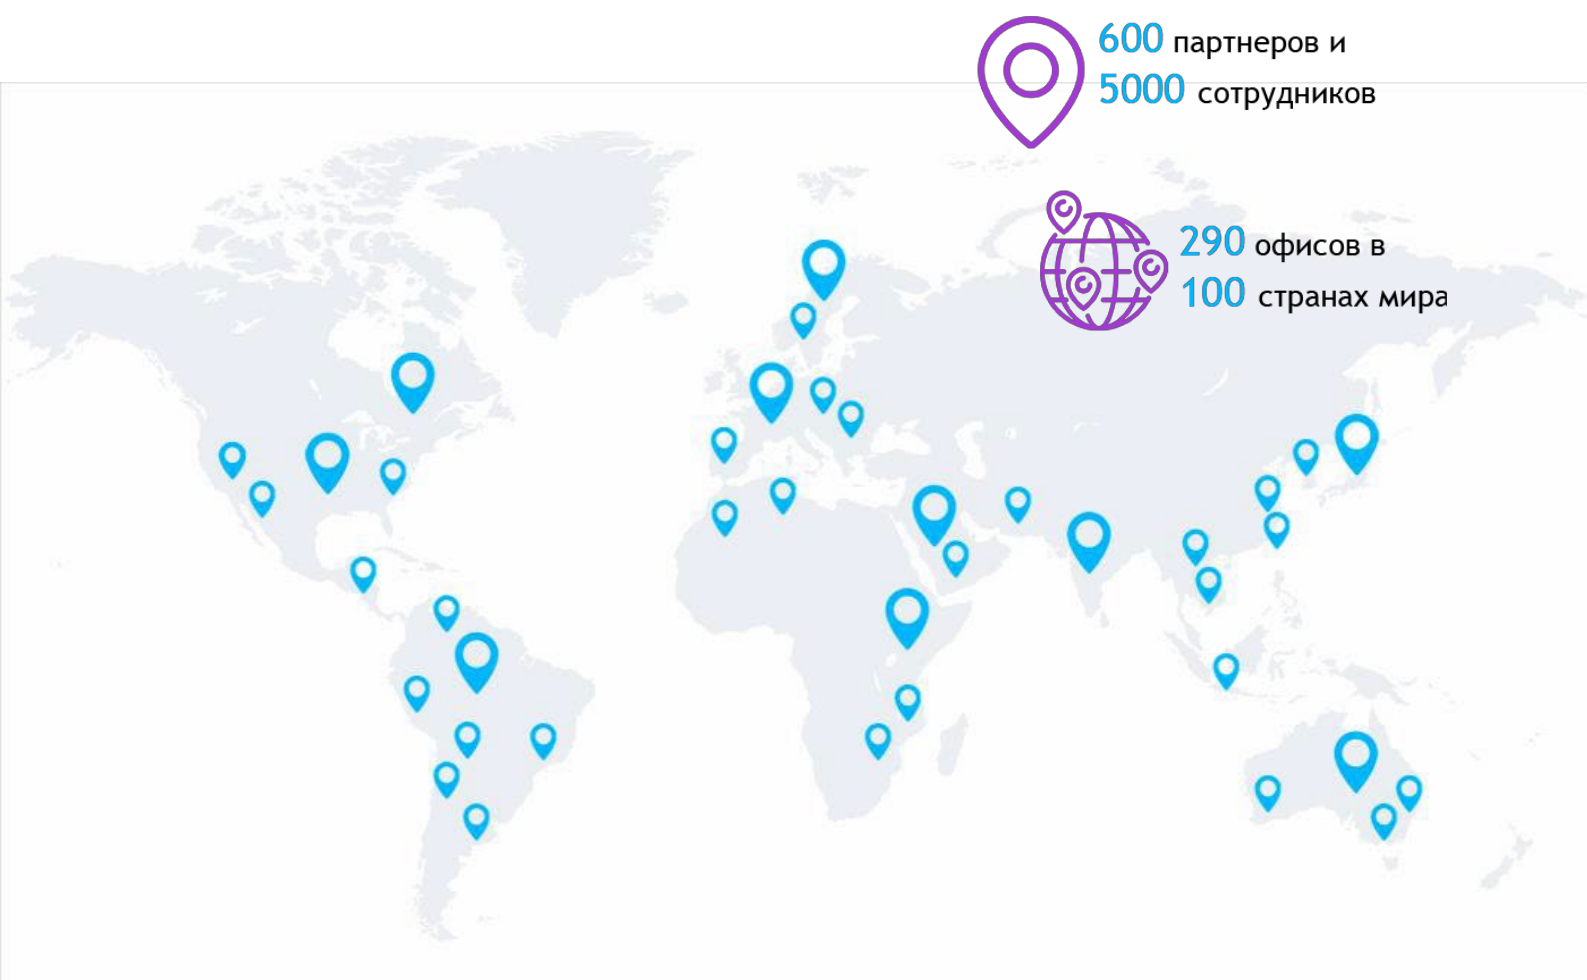 600 партнеров и
5000 сотрудников
290 офисов в
100 странах мира